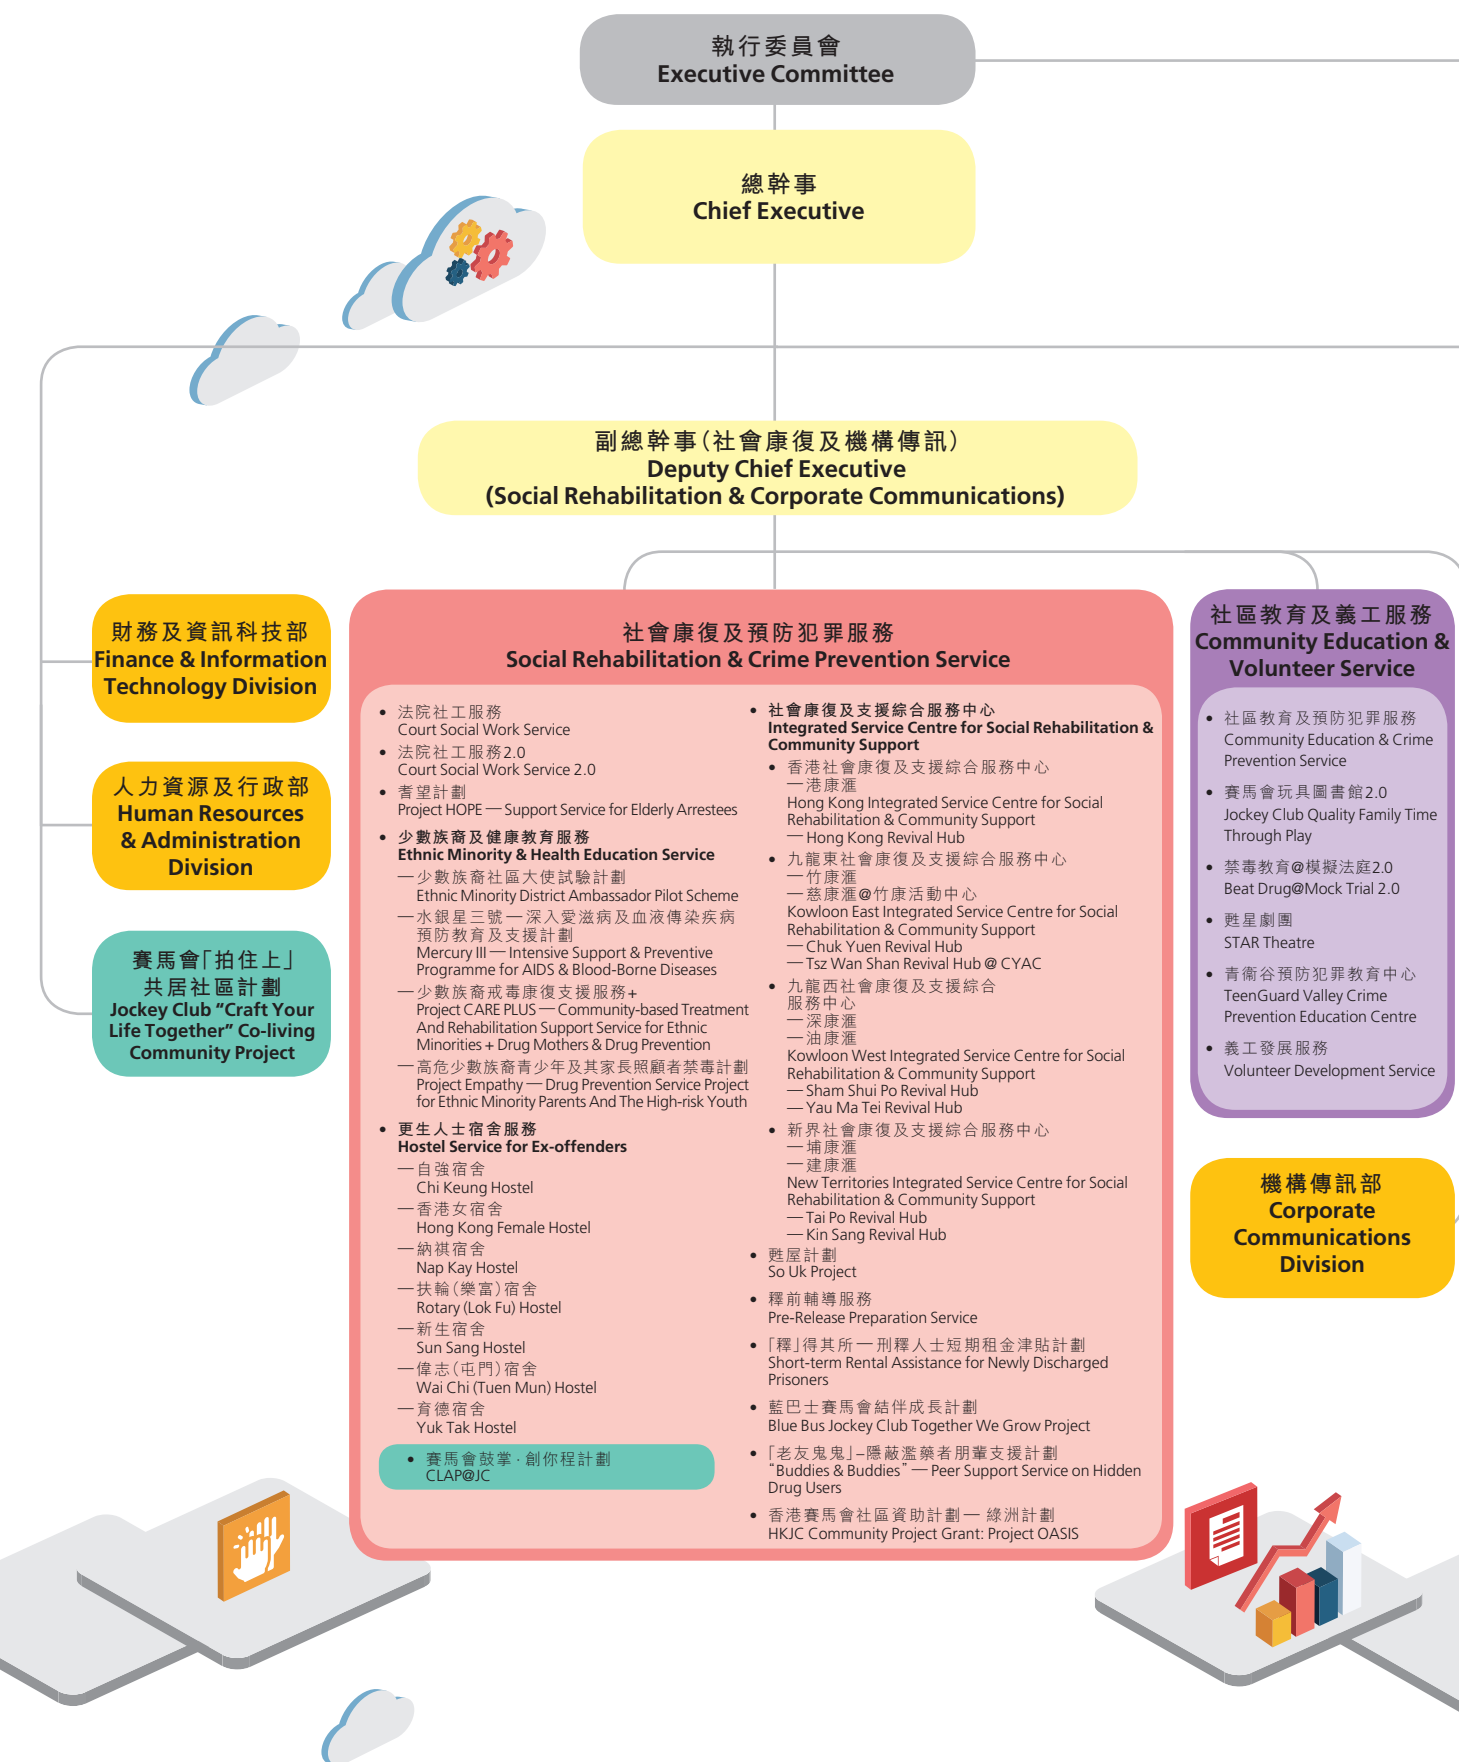 執行委員會
Executive Committee
總幹事
Chief Executive
副總幹事（社會康復及機構傳訊）
Deputy Chief Executive
(Social Rehabilitation & Corporate Communications)
財務及資訊科技部
Finance & Information
Technology Division
人力資源及行政部
Human Resources
& Administration
Division
賽馬會「拍住上」
共居社區計劃
Jockey Club “Craft Your
Life Together” Co-living
Community Project
社會康復及預防犯罪服務
Social Rehabilitation & Crime Prevention Service
• 法院社工服務
Court Social Work Service
• 法院社工服務2.0
Court Social Work Service 2.0
• 耆望計劃
Project HOPE — Support Service for Elderly Arrestees
• 少數族裔及健康教育服務
Ethnic Minority & Health Education Service
— 少數族裔社區大使試驗計劃
Ethnic Minority District Ambassador Pilot Scheme
— 水銀星三號 — 深入愛滋病及血液傳染疾病
預防教育及支援計劃
Mercury III — Intensive Support & Preventive
Programme for AIDS & Blood-Borne Diseases
— 少數族裔戒毒康復支援服務+
Project CARE PLUS — Community-based Treatment
And Rehabilitation Support Service for Ethnic
Minorities + Drug Mothers & Drug Prevention
— 高危少數族裔青少年及其家長照顧者禁毒計劃
Project Empathy — Drug Prevention Service Project
for Ethnic Minority Parents And The High-risk Youth
• 更生人士宿舍服務
Hostel Service for Ex-offenders
— 自強宿舍
Chi Keung Hostel
— 香港女宿舍
Hong Kong Female Hostel
— 納祺宿舍
Nap Kay Hostel
— 扶輪（樂富）宿舍
Rotary (Lok Fu) Hostel
— 新生宿舍
Sun Sang Hostel
— 偉志（屯門）宿舍
Wai Chi (Tuen Mun) Hostel
— 育德宿舍
Yuk Tak Hostel
• 賽馬會鼓掌·創你程計劃
CLAP@JC
• 社會康復及支援綜合服務中心
Integrated Service Centre for Social Rehabilitation &
Community Support
• 香港社會康復及支援綜合服務中心
— 港康滙
Hong Kong Integrated Service Centre for Social
Rehabilitation & Community Support
— Hong Kong Revival Hub
• 九龍東社會康復及支援綜合服務中心
— 竹康滙
— 慈康滙@竹康活動中心
Kowloon East Integrated Service Centre for Social
Rehabilitation & Community Support
— Chuk Yuen Revival Hub
— Tsz Wan Shan Revival Hub @ CYAC
• 九龍西社會康復及支援綜合
服務中心
— 深康滙
— 油康滙
Kowloon West Integrated Service Centre for Social
Rehabilitation & Community Support
— Sham Shui Po Revival Hub
— Yau Ma Tei Revival Hub
• 新界社會康復及支援綜合服務中心
— 埔康滙
— 建康滙
New Territories Integrated Service Centre for Social
Rehabilitation & Community Support
— Tai Po Revival Hub
— Kin Sang Revival Hub
• 甦屋計劃
So Uk Project
• 釋前輔導服務
Pre-Release Preparation Service
• 「釋」得其所 — 刑釋人士短期租金津貼計劃
Short-term Rental Assistance for Newly Discharged
Prisoners
• 藍巴士賽馬會結伴成長計劃
Blue Bus Jockey Club Together We Grow Project
• 「老友鬼鬼」–隱蔽濫藥者朋輩支援計劃
“Buddies & Buddies” — Peer Support Service on Hidden
Drug Users
• 香港賽馬會社區資助計劃 — 綠洲計劃
HKJC Community Project Grant: Project OASIS
社區教育及義工服務
Community Education &
Volunteer Service
• 社區教育及預防犯罪服務
Community Education & Crime
Prevention Service
• 賽馬會玩具圖書館2.0
Jockey Club Quality Family Time
Through Play
• 禁毒教育@模擬法庭2.0
Beat Drug@Mock Trial 2.0
• 甦星劇團
STAR Theatre
• 青衞谷預防犯罪教育中心
TeenGuard Valley Crime
Prevention Education Centre
• 義工發展服務
Volunteer Development Service
機構傳訊部
Corporate
Communications
Division